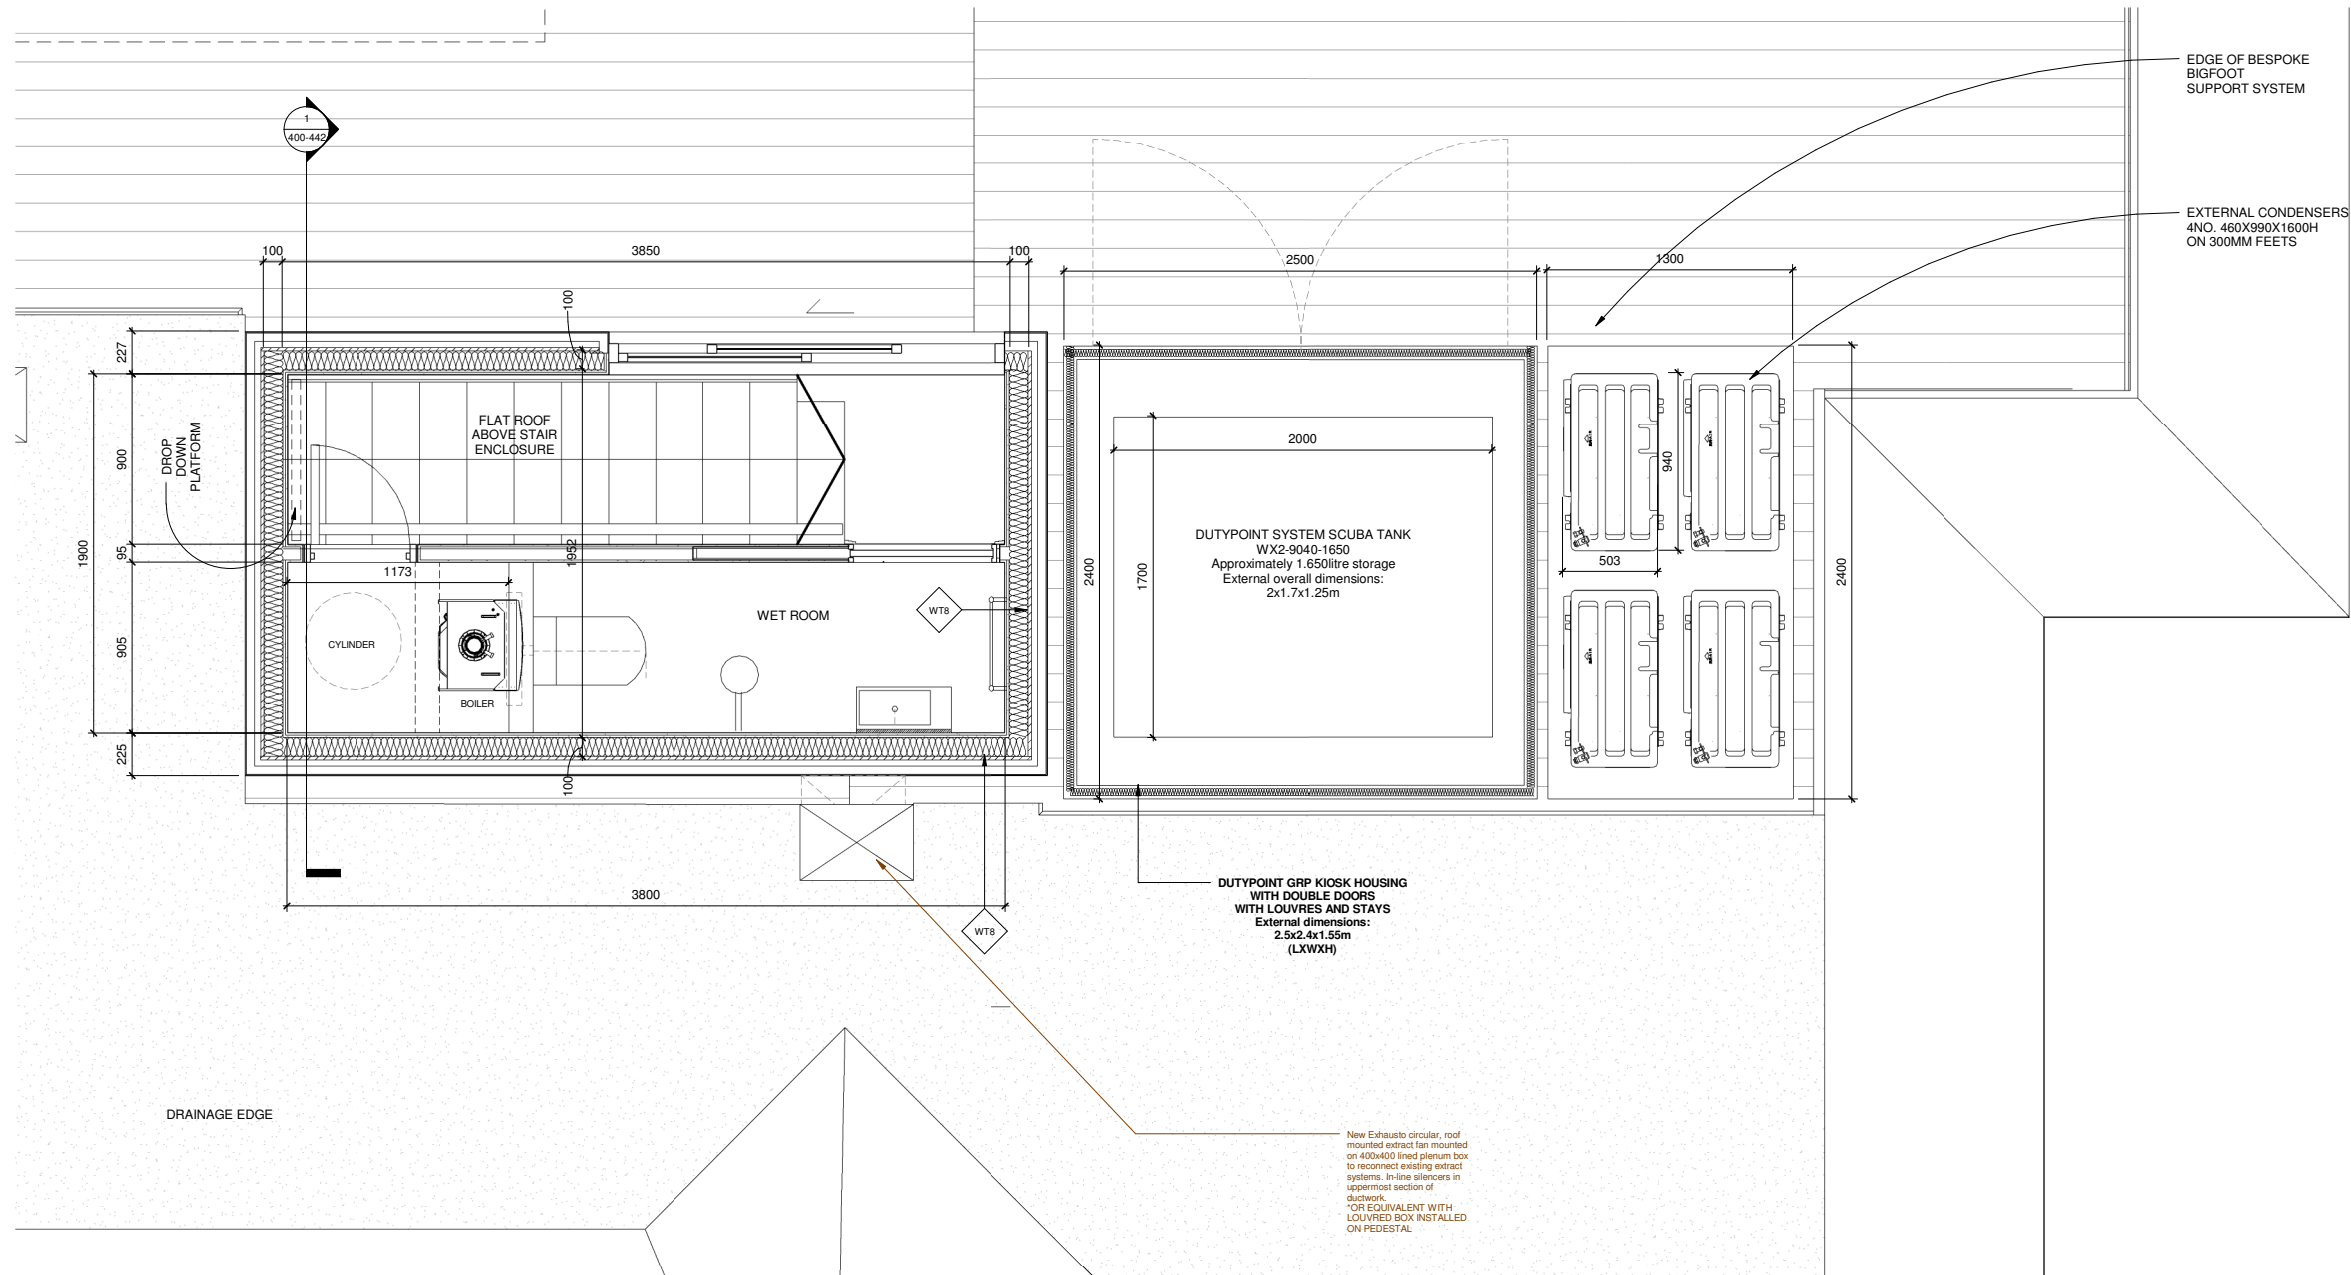 EDGE OF BESPOKE
BIGFOOT
SUPPORT SYSTEM
1
400-442
EXTERNAL CONDENSERS
4NO. 460X990X1600H
ON 300MM FEETS
100
3850
100
2500
1300
100
227
900
95
905
225
1900
DROP
DOWN
PLATFORM
FLAT ROOF
ABOVE STAIR
ENCLOSURE
1952
1173
CYLINDER
BOILER
WET ROOM
WT8
100
2400
1700
2000
DUTYPOINT SYSTEM SCUBA TANK
WX2-9040-1650
Approximately 1.650litre storage
External overall dimensions:
2x1.7x1.25m
940
503
2400
3800
WT8
DUTYPOINT GRP KIOSK HOUSING
WITH DOUBLE DOORS
WITH LOUVRES AND STAYS
External dimensions:
2.5x2.4x1.55m
(LXWXH)
DRAINAGE EDGE
New Exhausto circular, roof
mounted extract fan mounted
on 400x400 lined plenum box
to reconnect existing extract
systems. In-line silencers in
uppermost section of
ductwork.
*OR EQUIVALENT WITH
LOUVRED BOX INSTALLED
ON PEDESTAL